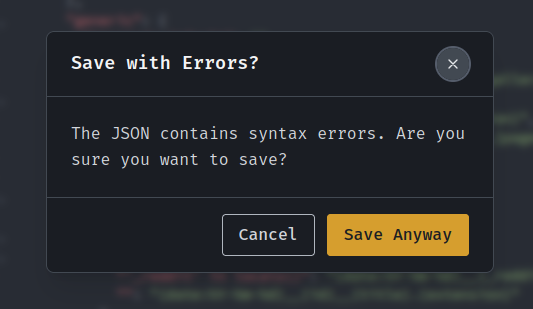 Save with Errors?
The JSON contains syntax errors. Are you
sure you want to save?
Cancel
Save Anyway